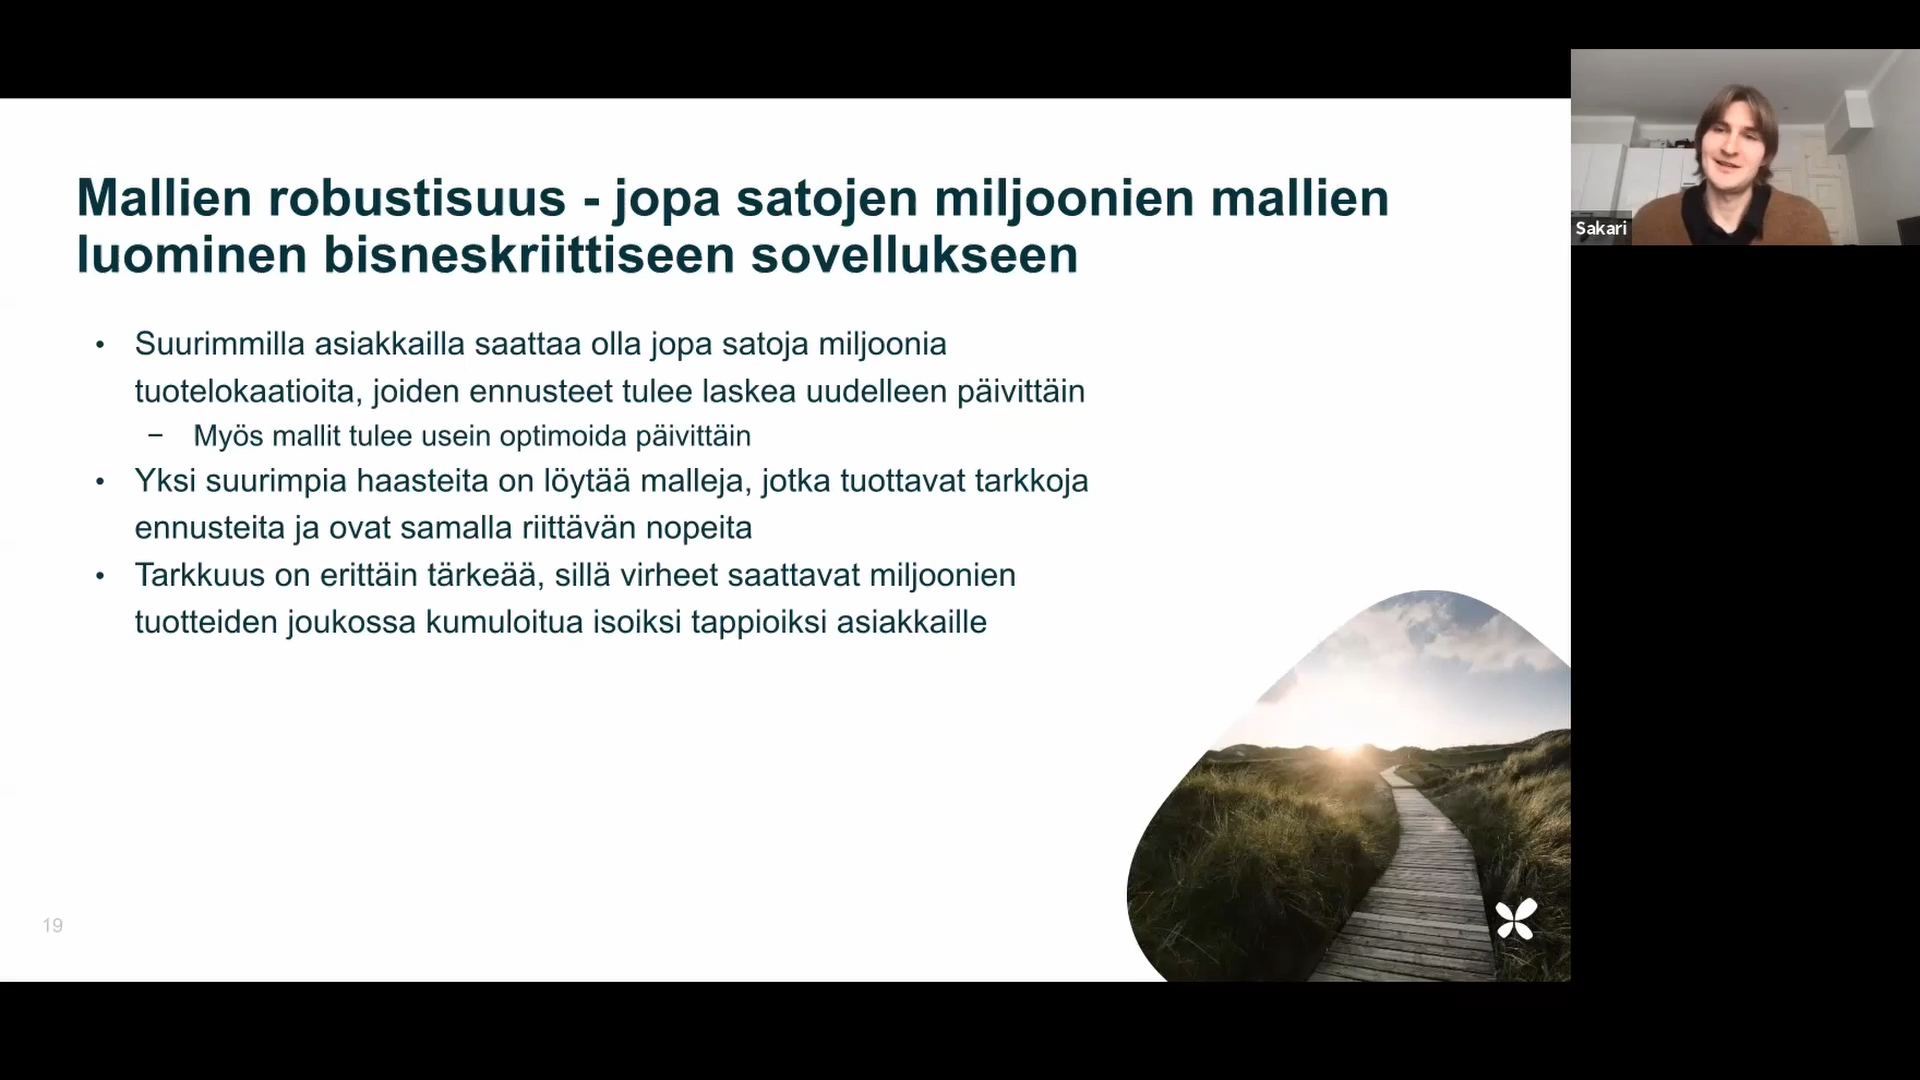 Mallien robustisuus - jopa satojen miljoonien mallien
luominen bisneskriittiseen sovellukseen
• Suurimmilla asiakkailla saattaa olla jopa satoja miljoonia
tuotelokaatioita, joiden ennusteet tulee laskea uudelleen päivittäin
– Myös mallit tulee usein optimoida päivittäin
• Yksi suurimpia haasteita on löytää malleja, jotka tuottavat tarkkoja
ennusteita ja ovat samalla riittävän nopeita
• Tarkkuus on erittäin tärkeää, sillä virheet saattavat miljoonien
tuotteiden joukossa kumuloitua isoiksi tappioiksi asiakkaille
19
Sakari